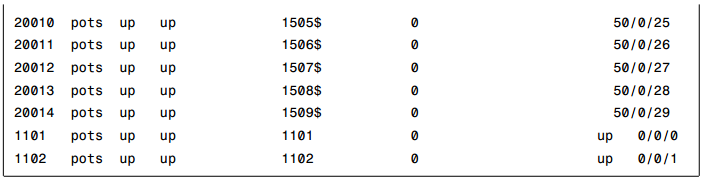 20010 pots up up 1505$ 0 50/0/25
20011 pots up up 1506$ 0 50/0/26
20012 pots up up 1507$ 0 50/0/27
20013 pots up up 1508$ 0 50/0/28
20014 pots up up 1509$ 0 50/0/29
1101 pots up up 1101 0 up 0/0/0
1102 pots up up 1102 0 up 0/0/1